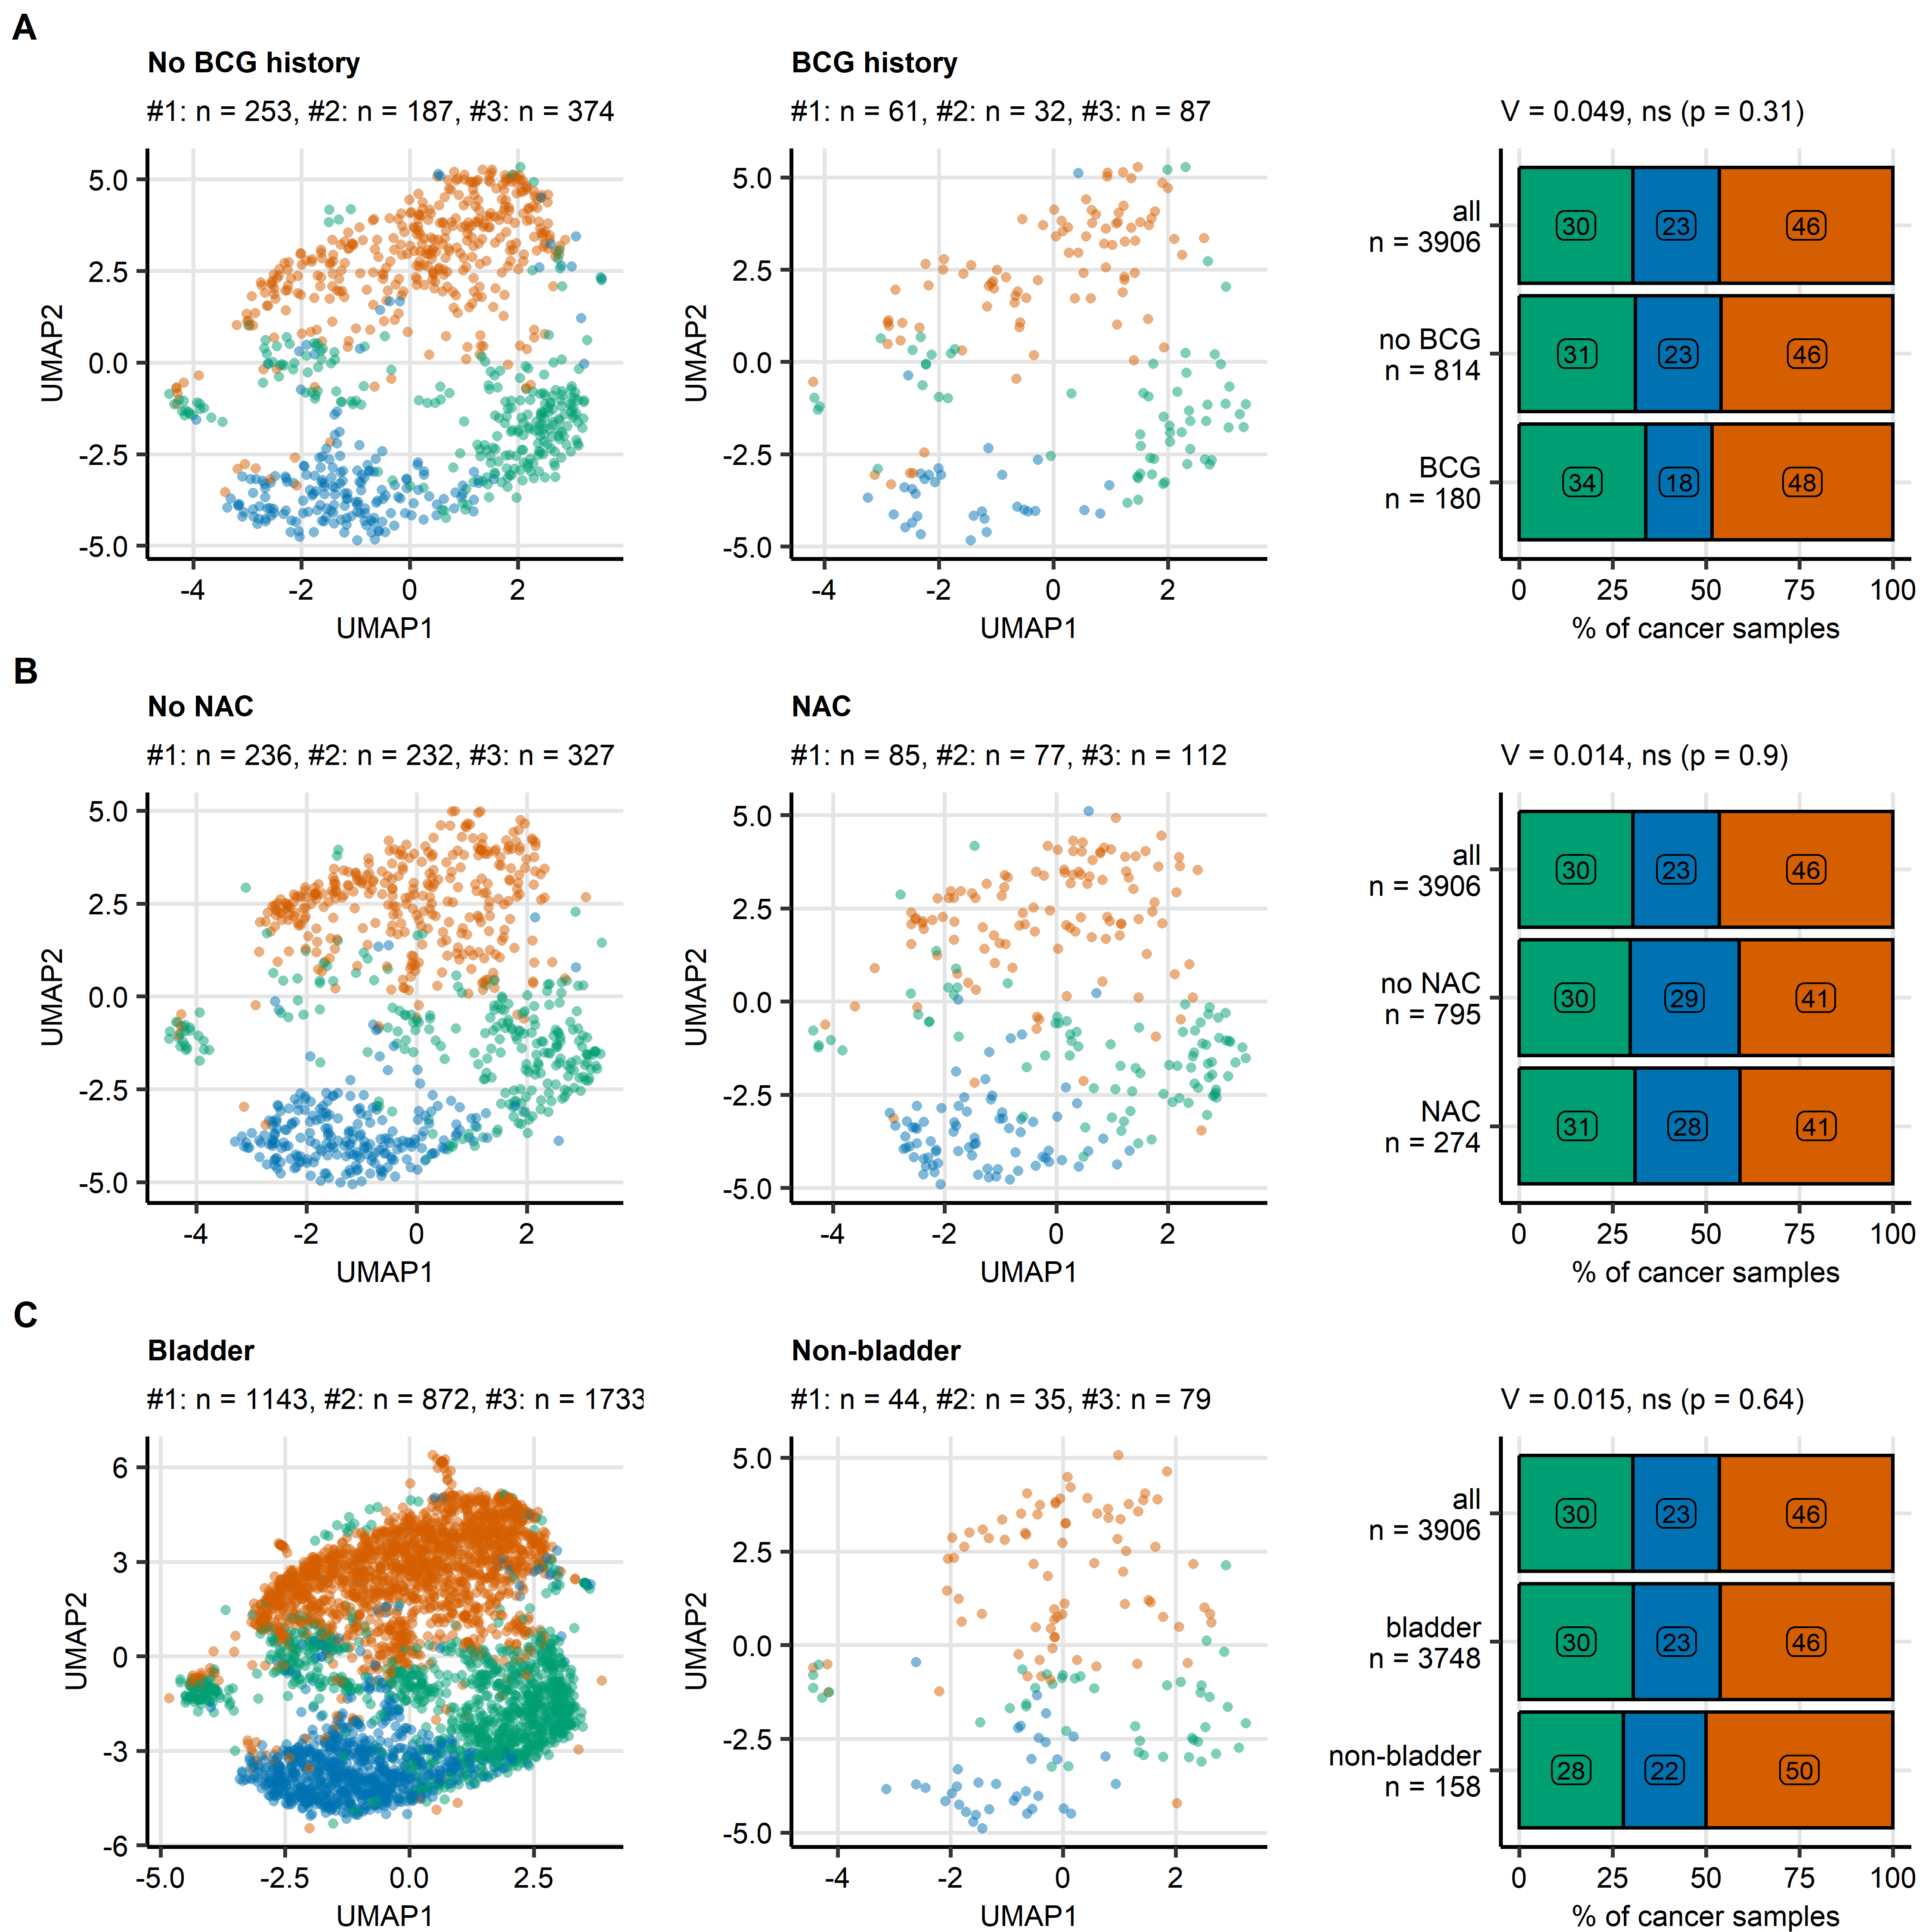 A
No BCG history
#1: n = 253, #2: n = 187, #3: n = 374
5.0
2.5
0.0
-2.5
-5.0
UMAP2
-4
-2
0
2
UMAP1
BCG history
#1: n = 61, #2: n = 32, #3: n = 87
5.0
2.5
0.0
-2.5
-5.0
UMAP2
-4
-2
0
2
UMAP1
V = 0.049, ns (p = 0.31)
all
n = 3906
30
23
46
no BCG
n = 814
31
23
46
BCG
n = 180
34
18
48
0
25
50
75
100
% of cancer samples
B
No NAC
#1: n = 236, #2: n = 232, #3: n = 327
5.0
2.5
0.0
-2.5
-5.0
UMAP2
-4
-2
0
2
UMAP1
NAC
#1: n = 85, #2: n = 77, #3: n = 112
5.0
2.5
0.0
-2.5
-5.0
UMAP2
-4
-2
0
2
UMAP1
V = 0.014, ns (p = 0.9)
all
n = 3906
30
23
46
no NAC
n = 795
30
29
41
NAC
n = 274
31
28
41
0
25
50
75
100
% of cancer samples
C
Bladder
#1: n = 1143, #2: n = 872, #3: n = 1733
6
3
0
-3
-6
UMAP2
-5.0
-2.5
0.0
2.5
UMAP1
Non-bladder
#1: n = 44, #2: n = 35, #3: n = 79
5.0
2.5
0.0
-2.5
-5.0
UMAP2
-4
-2
0
2
UMAP1
V = 0.015, ns (p = 0.64)
all
n = 3906
30
23
46
bladder
n = 3748
30
23
46
non-bladder
n = 158
28
22
50
0
25
50
75
100
% of cancer samples